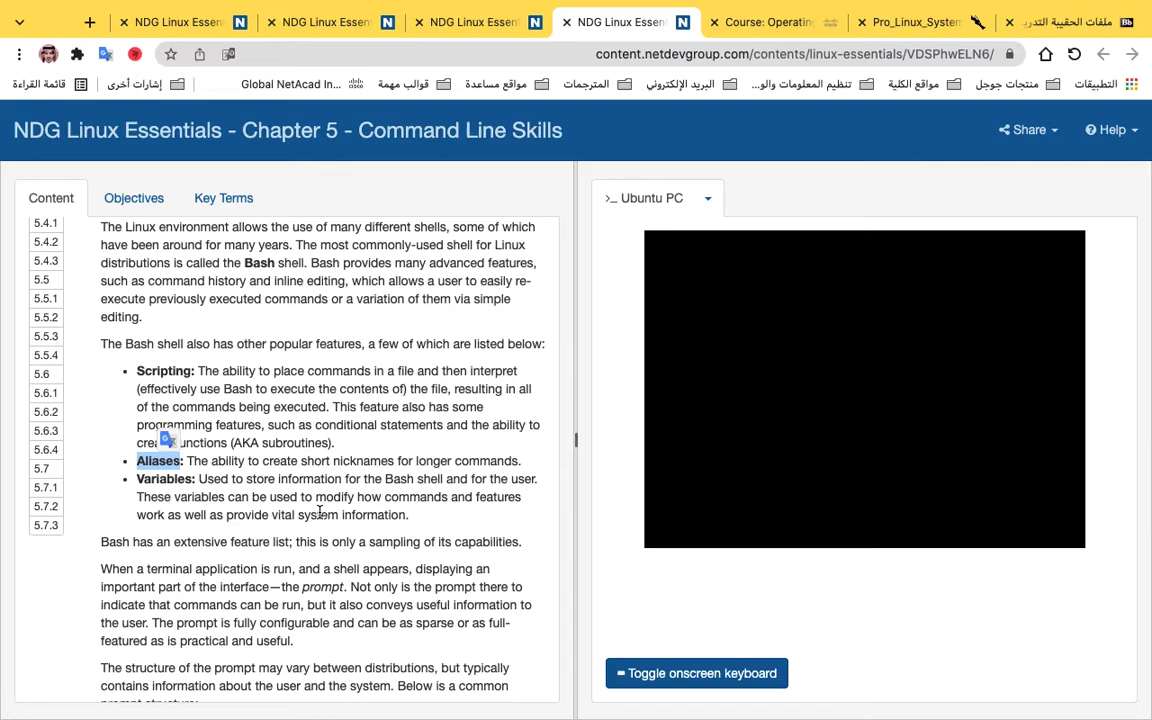 NDG Linux Essen
NDG Linux Essent
NDG Linux Essent
NDG Linux Essen
Course: Operating
Pro_Linux_System
ملفات الحقيبة التدري
Bb
content.netdevgroup.com/contents/linux-essentials/VDSPhwELN6/
قائمة القراءة
إشارات أخرى
Global NetAcad In...
قوالب مهمة
مواقع مساعدة
المترجمات
البريد الإلكتروني
تنظيم المعلومات والو...
مواقع الكلية
منتجات جوجل
التطبيقات
NDG Linux Essentials - Chapter 5 - Command Line Skills
Share
Help
Content
Objectives
Key Terms
>_ Ubuntu PC
5.4.1
5.4.2
5.4.3
5.5
5.5.1
5.5.2
5.5.3
5.5.4
5.6
5.6.1
5.6.2
5.6.3
5.6.4
5.7
5.7.1
5.7.2
5.7.3
The Linux environment allows the use of many different shells, some of which
have been around for many years. The most commonly-used shell for Linux
distributions is called the Bash shell. Bash provides many advanced features,
such as command history and inline editing, which allows a user to easily re-
execute previously executed commands or a variation of them via simple
editing.
The Bash shell also has other popular features, a few of which are listed below:
• Scripting: The ability to place commands in a file and then interpret
(effectively use Bash to execute the contents of) the file, resulting in all
of the commands being executed. This feature also has some
programming features, such as conditional statements and the ability to
crea unctions (AKA subroutines).
• Aliases: The ability to create short nicknames for longer commands.
• Variables: Used to store information for the Bash shell and for the user.
These variables can be used to modify how commands and features
work as well as provide vital system information.
Bash has an extensive feature list; this is only a sampling of its capabilities.
When a terminal application is run, and a shell appears, displaying an
important part of the interface—the prompt. Not only is the prompt there to
indicate that commands can be run, but it also conveys useful information to
the user. The prompt is fully configurable and can be as sparse or as full-
featured as is practical and useful.
The structure of the prompt may vary between distributions, but typically
contains information about the user and the system. Below is a common
prompt structure:
Toggle onscreen keyboard